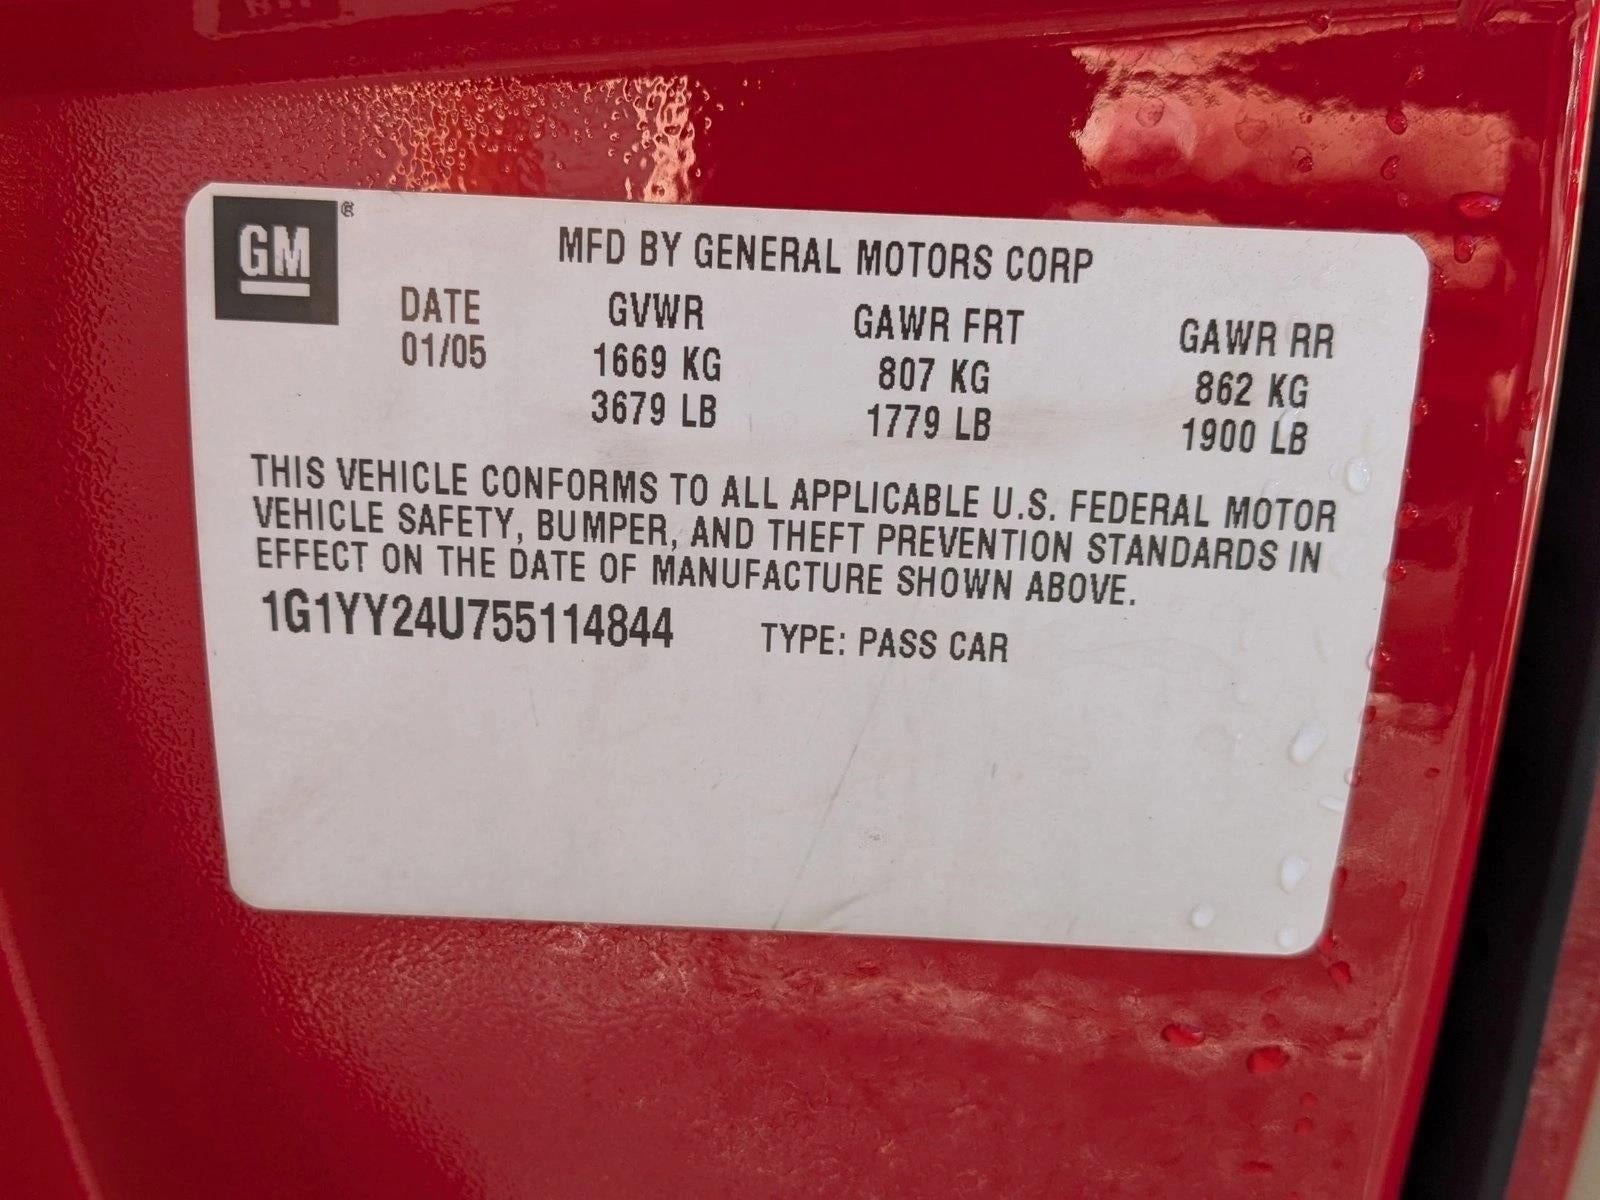 GM®
MFD BY GENERAL MOTORS CORP
DATE GVWR GAWR FRT GAWR RR
01/05 1669 KG 807 KG 862 KG
3679 LB 1779 LB 1900 LB
THIS VEHICLE CONFORMS TO ALL APPLICABLE U.S. FEDERAL MOTOR
VEHICLE SAFETY, BUMPER, AND THEFT PREVENTION STANDARDS IN
EFFECT ON THE DATE OF MANUFACTURE SHOWN ABOVE.
1G1YY24U755114844 TYPE: PASS CAR